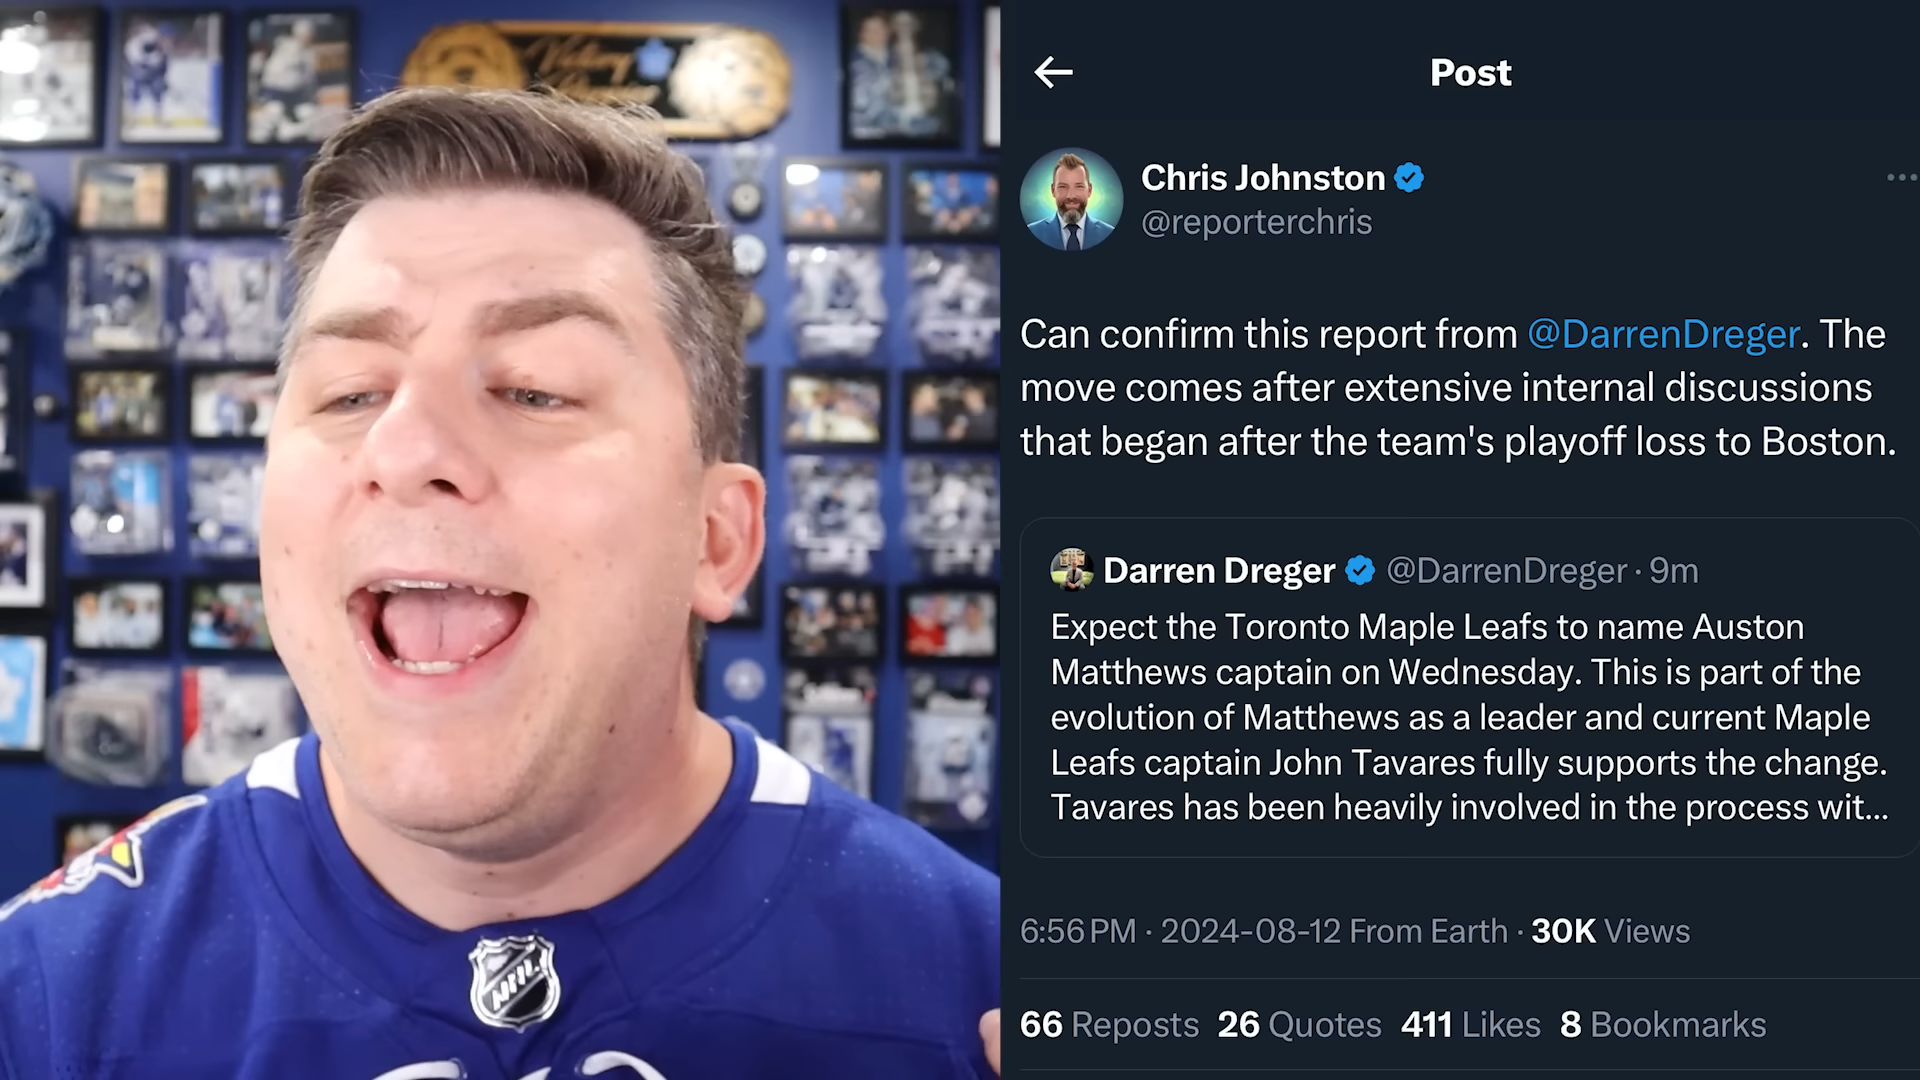 Victory
NHL
Post
Chris Johnston
@reporterchris
Can confirm this report from @DarrenDreger. The
move comes after extensive internal discussions
that began after the team's playoff loss to Boston.
Darren Dreger @DarrenDreger · 9m
Expect the Toronto Maple Leafs to name Auston
Matthews captain on Wednesday. This is part of the
evolution of Matthews as a leader and current Maple
Leafs captain John Tavares fully supports the change.
Tavares has been heavily involved in the process wit...
6:56 PM · 2024-08-12 From Earth · 30K Views
66 Reposts 26 Quotes 411 Likes 8 Bookmarks